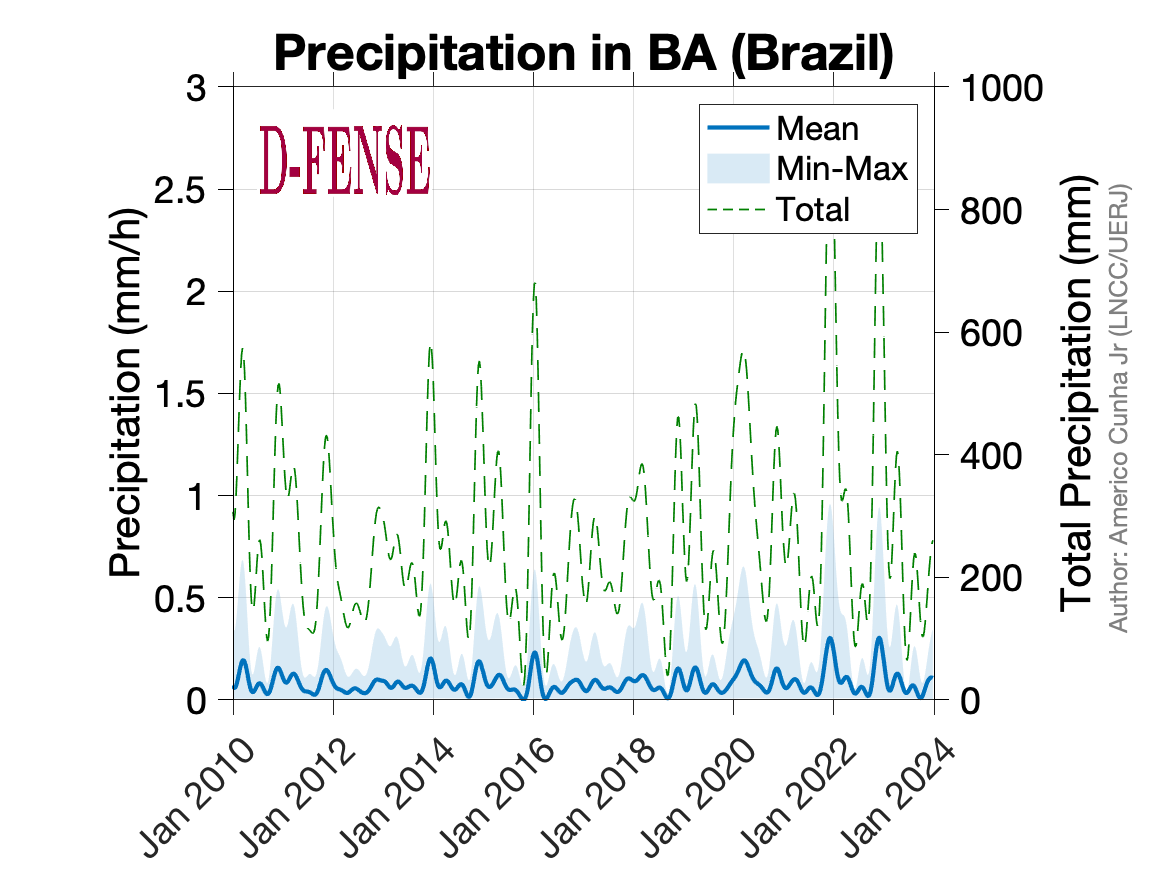 Precipitation in BA (Brazil)
D-FENSE
Mean
Min-Max
Total
Precipitation (mm/h)
3
2.5
2
1.5
1
0.5
0
1000
800
600
400
200
0
Total Precipitation (mm)
Author: Americo Cunha Jr (LNCC/UERJ)
Jan 2010
Jan 2012
Jan 2014
Jan 2016
Jan 2018
Jan 2020
Jan 2022
Jan 2024